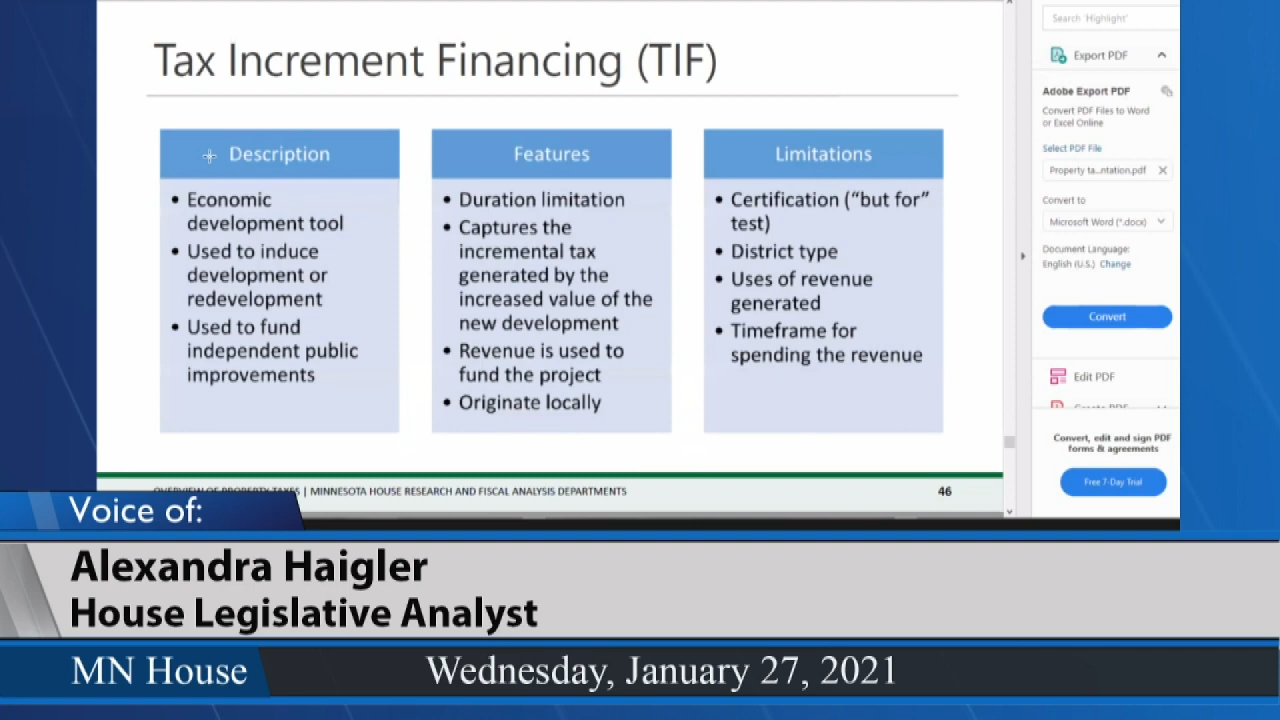 Tax Increment Financing (TIF)
Description
• Economic
development tool
• Used to induce
development or
redevelopment
• Used to fund
independent public
improvements
Features
• Duration limitation
• Captures the
incremental tax
generated by the
increased value of the
new development
• Revenue is used to
fund the project
• Originate locally
Limitations
• Certification (“but for”
test)
• District type
• Uses of revenue
generated
• Timeframe for
spending the revenue
OVERVIEW OF PROPERTY TAXES | MINNESOTA HOUSE RESEARCH AND FISCAL ANALYSIS DEPARTMENTS
46
Search 'Highlight'
Export PDF
Adobe Export PDF
Convert PDF Files to Word
or Excel Online
Select PDF File
Property ta...ntation.pdf
Convert to
Microsoft Word (*.docx)
Document Language:
English (U.S.) Change
Convert
Edit PDF
Create PDF
Convert, edit and sign PDF
forms & agreements
Free 7-Day Trial
Voice of:
Alexandra Haigler
House Legislative Analyst
MN House
Wednesday, January 27, 2021